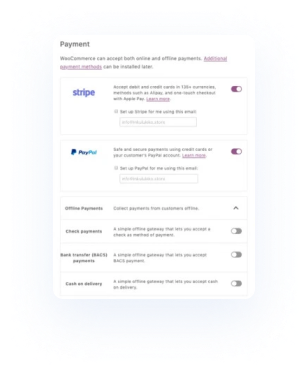 Payment
WooCommerce can accept both online and offline payments. Additional
payment methods can be installed later.
stripe
Accept debit and credit cards in 135+ currencies,
methods such as Alipay, and one-touch checkout
with Apple Pay. Learn more.
Set up Stripe for me using this email:
PayPal
Safe and secure payments using credit cards or
your customer's PayPal account. Learn more.
Set up PayPal for me using this email:
Offline Payments
Collect payments from customers offline.
Check payments
A simple offline gateway that lets you accept a
check as method of payment.
Bank transfer (BACS)
payments
A simple offline gateway that lets you accept
BACS payment.
Cash on delivery
A simple offline gateway that lets you accept cash
on delivery.